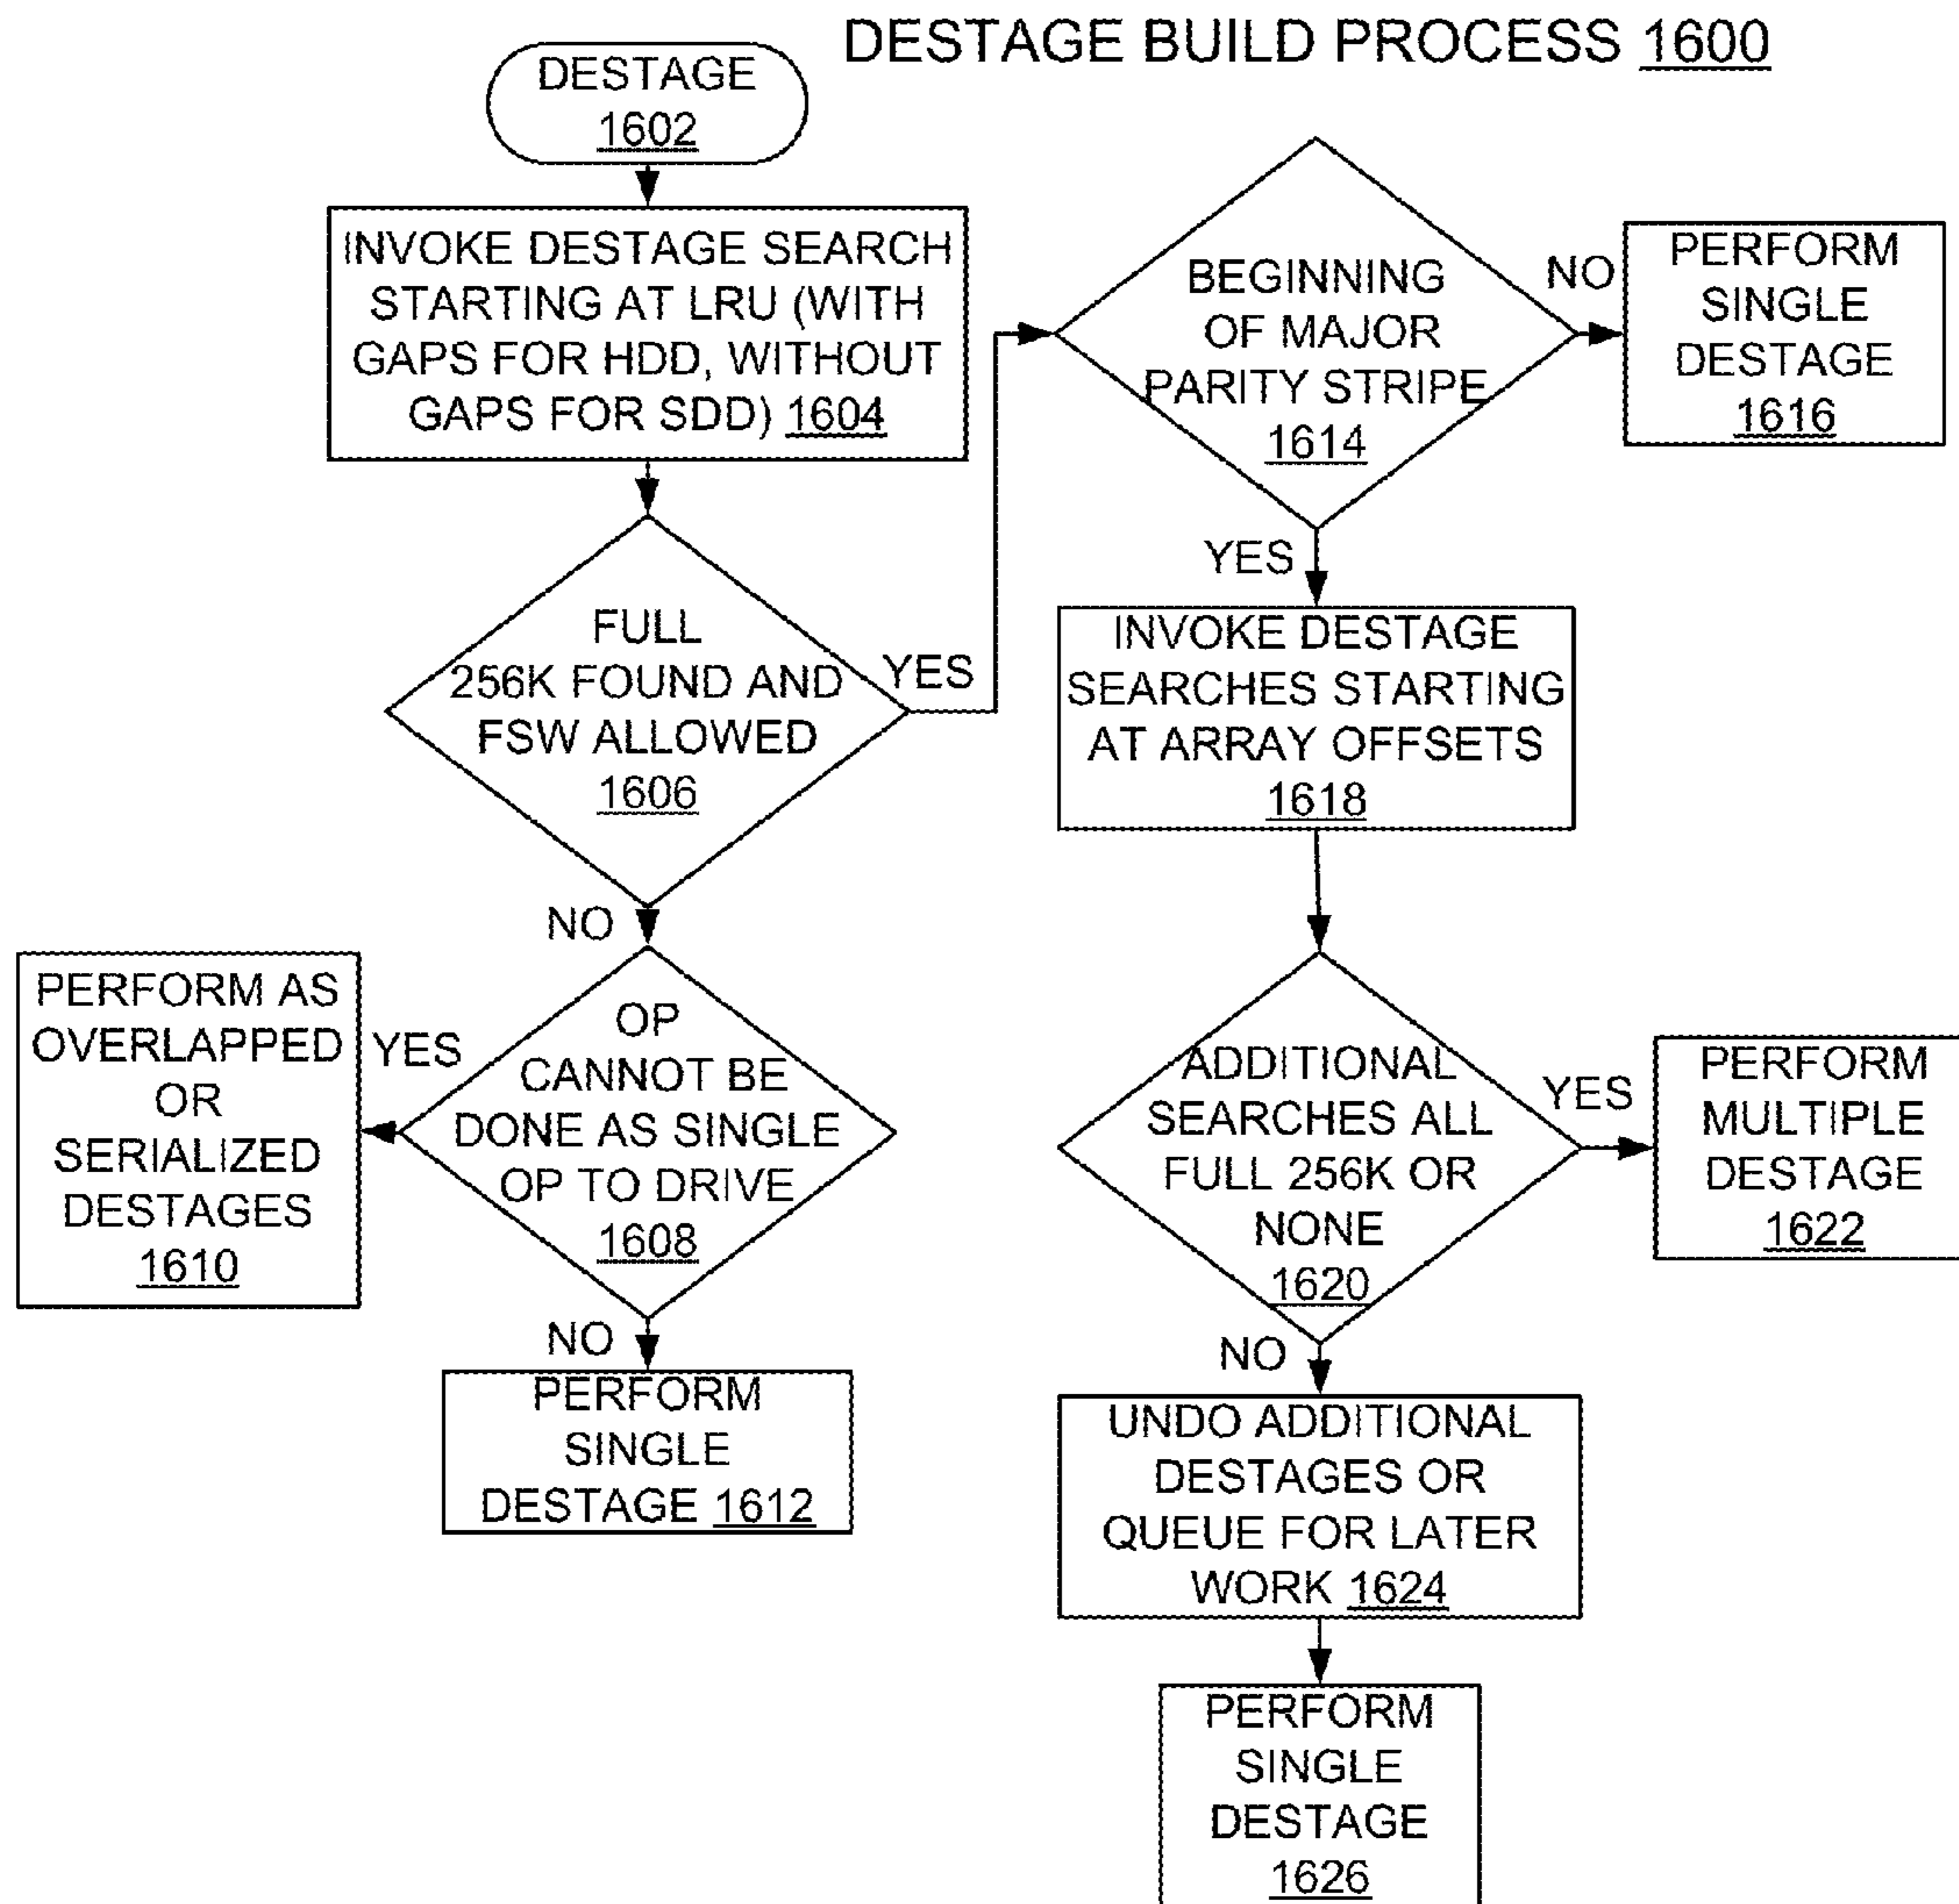 DESTAGE BUILD PROCESS 1600
DESTAGE
1602
INVOKE DESTAGE SEARCH
STARTING AT LRU (WITH
GAPS FOR HDD, WITHOUT
GAPS FOR SDD) 1604
FULL
256K FOUND AND
FSW ALLOWED
1606
YES
NO
OP
CANNOT BE
DONE AS SINGLE
OP TO DRIVE
1608
YES
PERFORM AS
OVERLAPPED
OR
SERIALIZED
DESTAGES
1610
NO
PERFORM
SINGLE
DESTAGE 1612
BEGINNING
OF MAJOR
PARITY STRIPE
1614
NO
PERFORM
SINGLE
DESTAGE
1616
YES
INVOKE DESTAGE
SEARCHES STARTING
AT ARRAY OFFSETS
1618
ADDITIONAL
SEARCHES ALL
FULL 256K OR
NONE
1620
YES
PERFORM
MULTIPLE
DESTAGE
1622
NO
UNDO ADDITIONAL
DESTAGES OR
QUEUE FOR LATER
WORK 1624
PERFORM
SINGLE
DESTAGE
1626